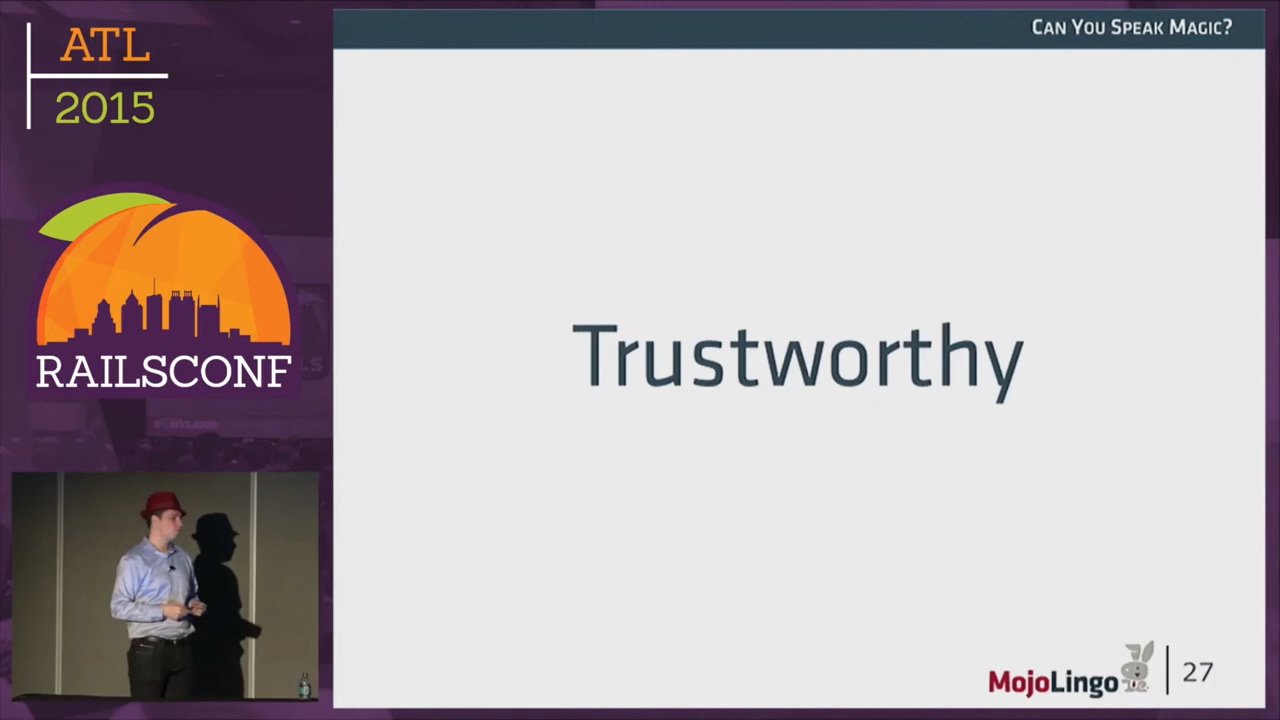 ATL
2015
RAILSCONF
CAN YOU SPEAK MAGIC?
Trustworthy
MojoLingo
27